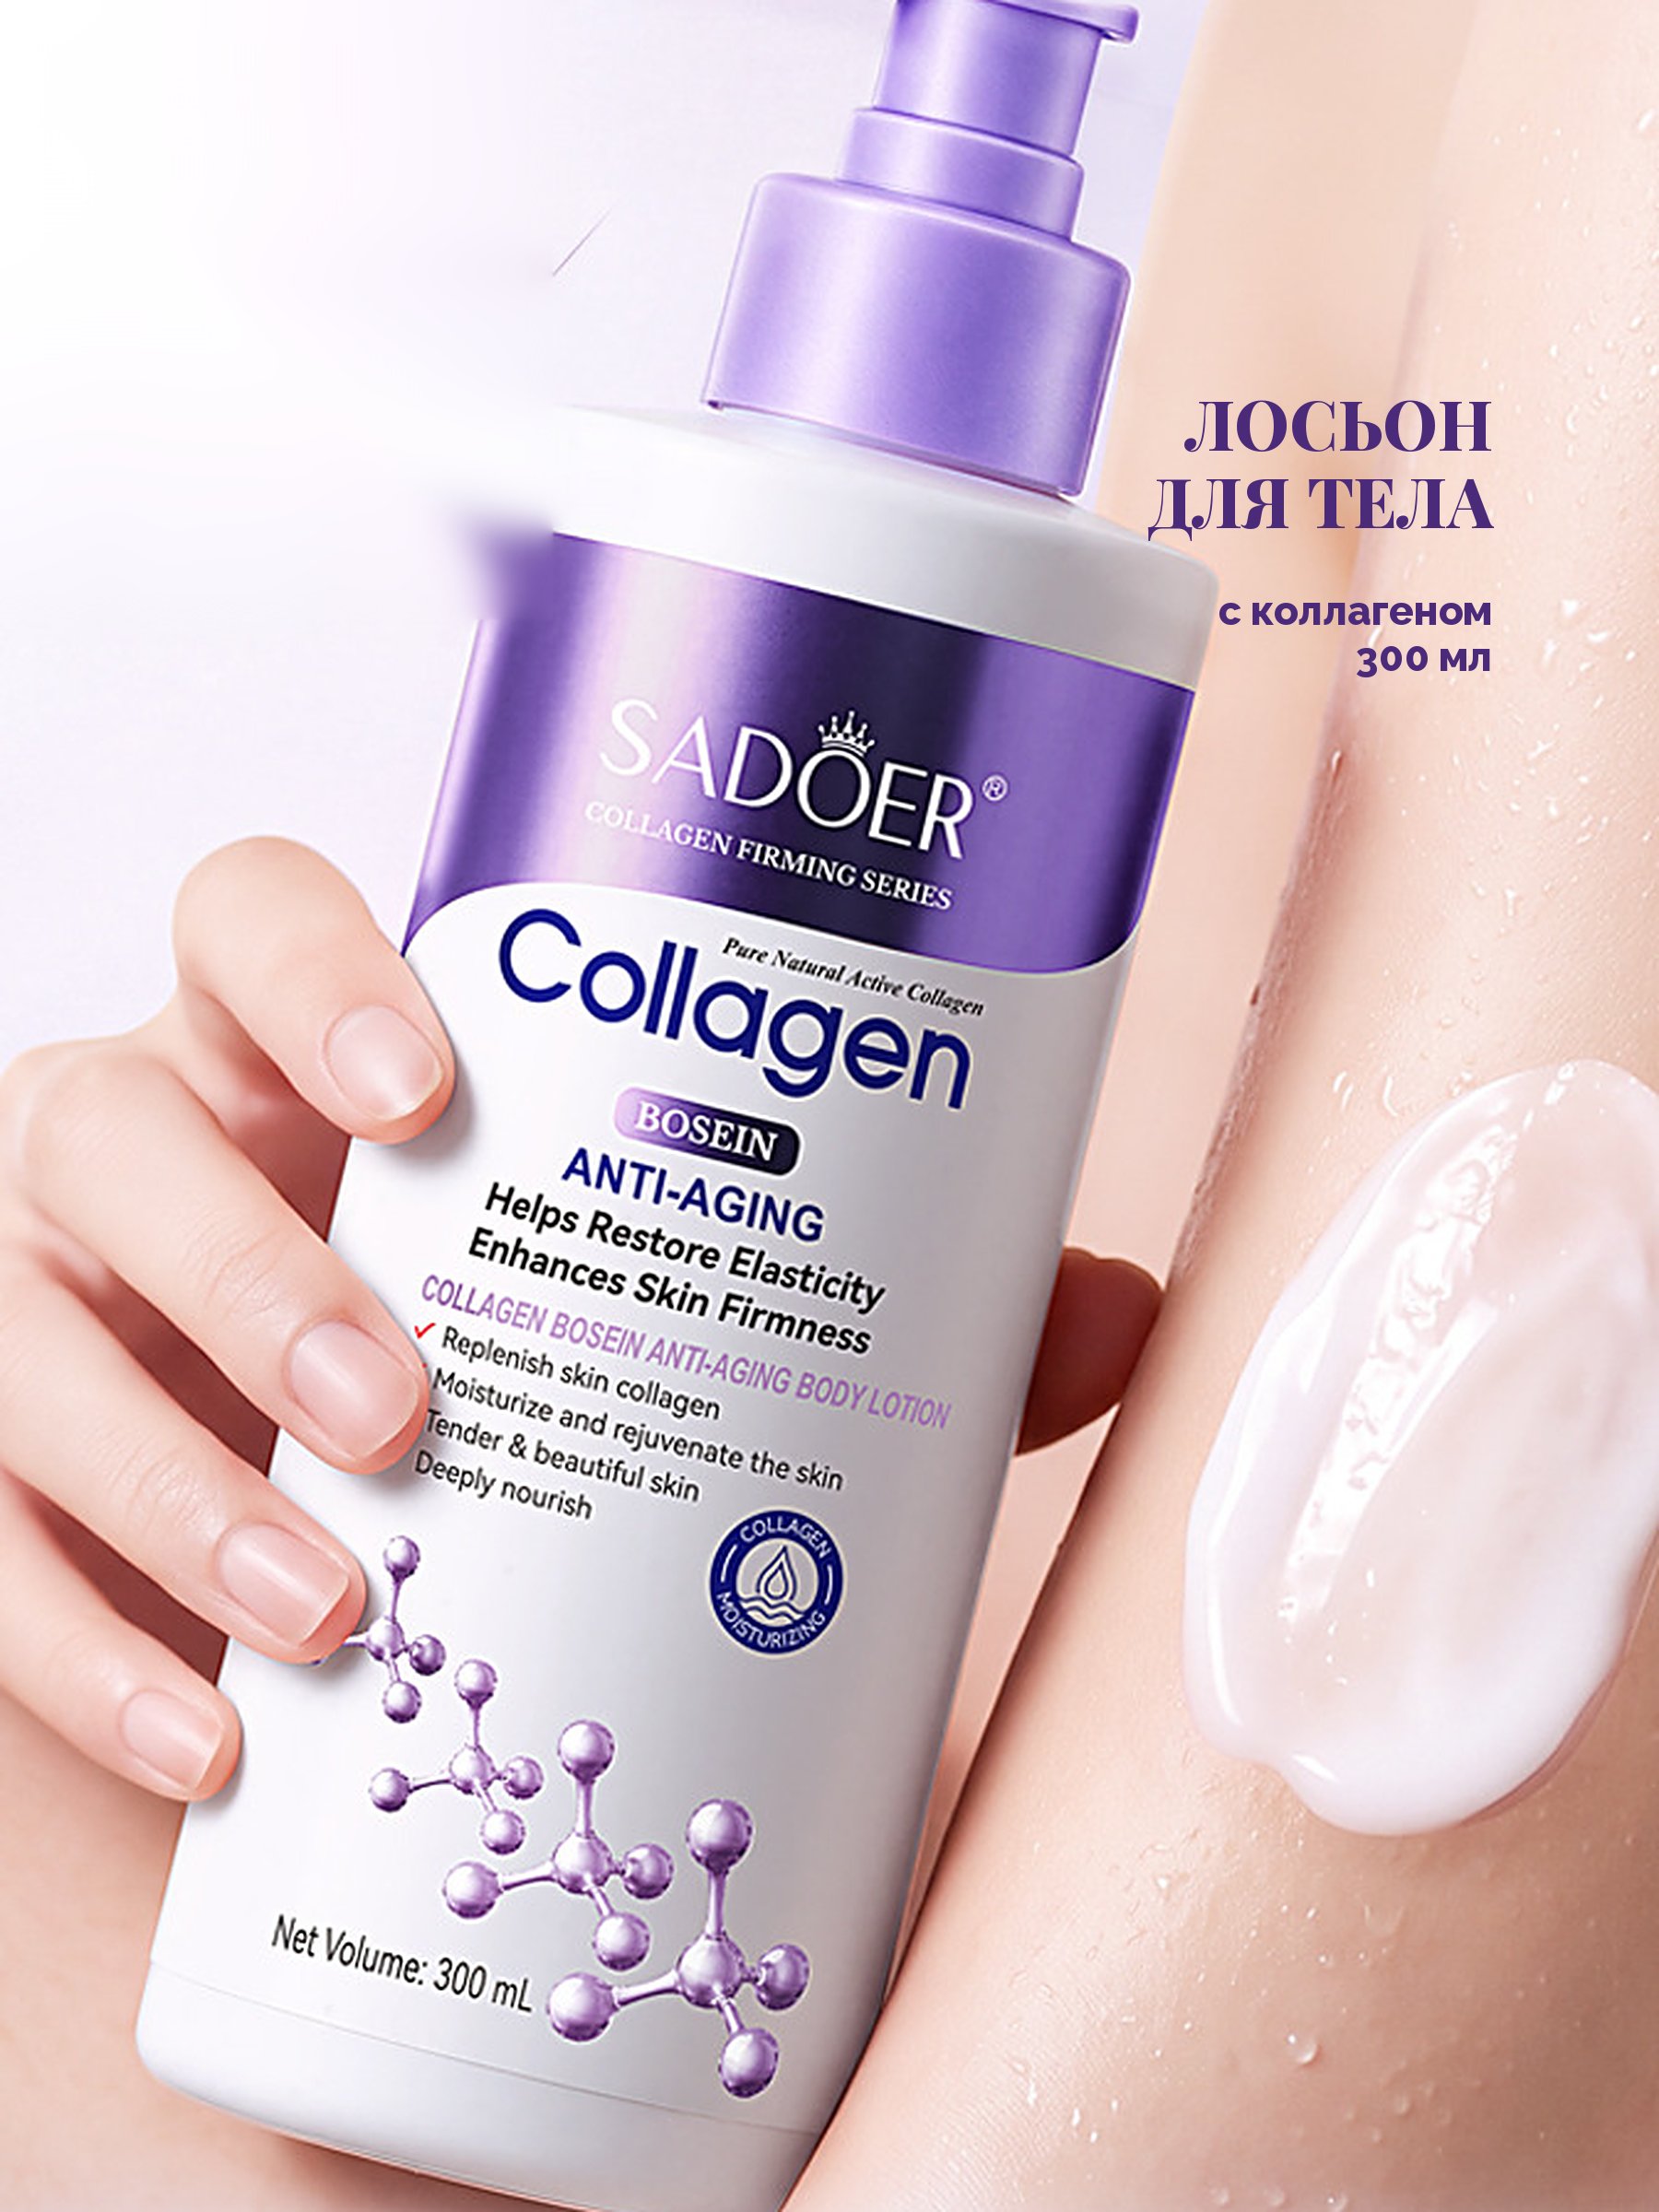 ЛОСЬОН
ДЛЯ ТЕЛА
с коллагеном
300 мл
SADOER®
COLLAGEN FIRMING SERIES
Pure Natural Active Collagen
Collagen
BOSEIN
ANTI-AGING
Helps Restore Elasticity
Enhances Skin Firmness
COLLAGEN BOSEIN ANTI-AGING BODY LOTION
✓ Replenish skin collagen
Moisturize and rejuvenate the skin
Tender & beautiful skin
Deeply nourish
COLLAGEN
MOISTURIZING
Net Volume: 300 mL